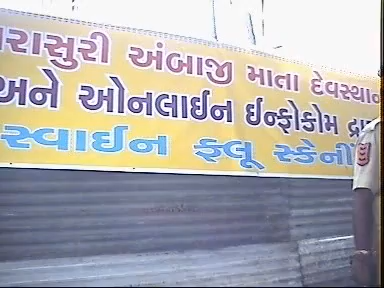 રાસુરી અંબાજી માતા દેવસ્થાન
અને ઓનલાઈન ઈન્ફોકોમ દ્રા
સ્વાઈન ફ્લૂ સ્કેનીં